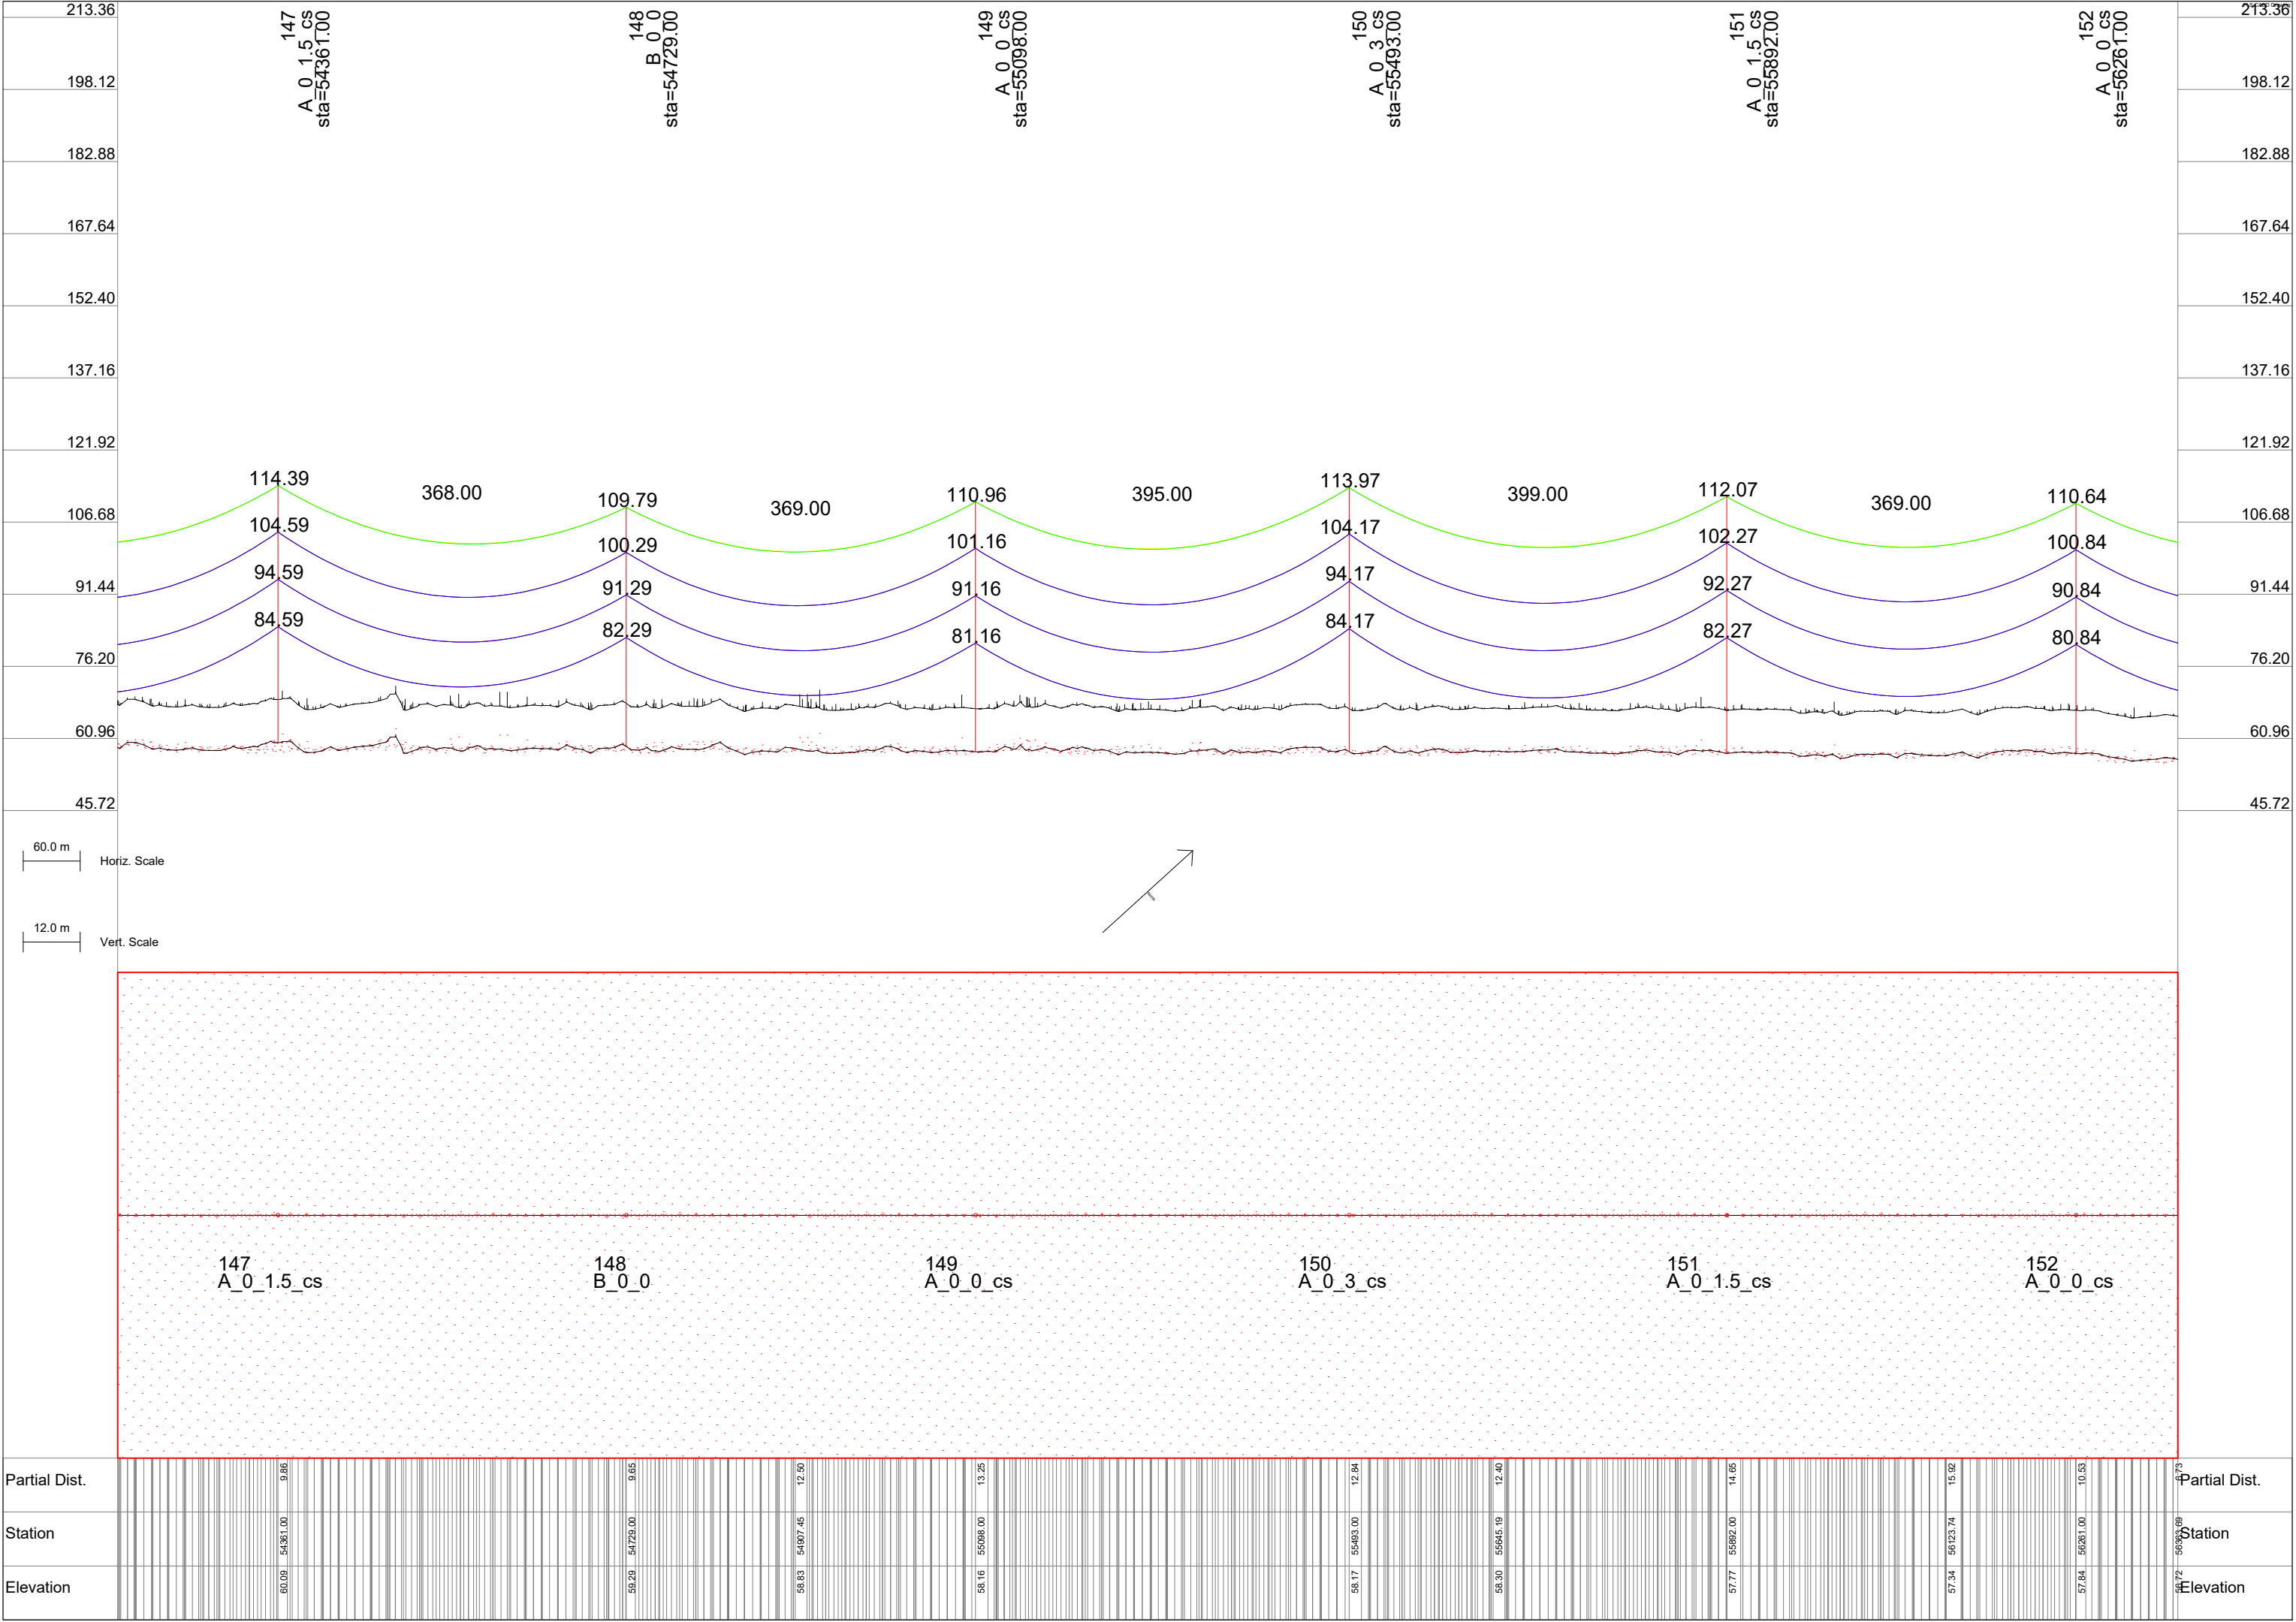 213.36
198.12
182.88
167.64
152.40
137.16
121.92
106.68
91.44
76.20
60.96
45.72
147
A_0_1.5_cs
sta=54361.00
148
B_0_0
sta=54729.00
149
A_0_0_cs
sta=55098.00
150
A_0_3_cs
sta=55493.00
151
A_0_1.5_cs
sta=55892.00
152
A_0_0_cs
sta=56261.00
213.36
198.12
182.88
167.64
152.40
137.16
121.92
106.68
91.44
76.20
60.96
45.72
114.39
104.59
94.59
84.59
368.00
109.79
100.29
91.29
82.29
369.00
110.96
101.16
91.16
81.16
395.00
113.97
104.17
94.17
84.17
399.00
112.07
102.27
92.27
82.27
369.00
110.64
100.84
90.84
80.84
60.0 m
Horiz. Scale
12.0 m
Vert. Scale
147
A_0_1.5_cs
148
B_0_0
149
A_0_0_cs
150
A_0_3_cs
151
A_0_1.5_cs
152
A_0_0_cs
Partial Dist. 9.86 9.65 12.50 13.25 12.84 12.40 14.65 15.92 10.53 6.73 Partial Dist.
Station 54361.00 54729.00 54907.45 55098.00 55493.00 55645.19 55892.00 56123.74 56261.00 Station
Elevation 60.09 59.29 58.83 58.16 58.17 58.30 57.77 57.34 57.84 Elevation